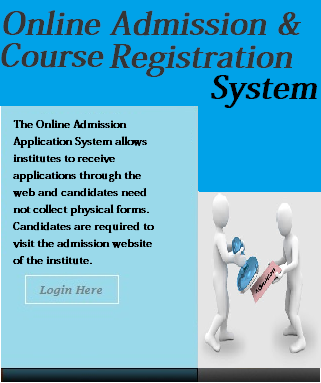 Online Admission &
Course Registration
System
The Online Admission
Application System allows
institutes to receive
applications through the
web and candidates need
not collect physical forms.
Candidates are required to
visit the admission website
of the institute.
Login Here